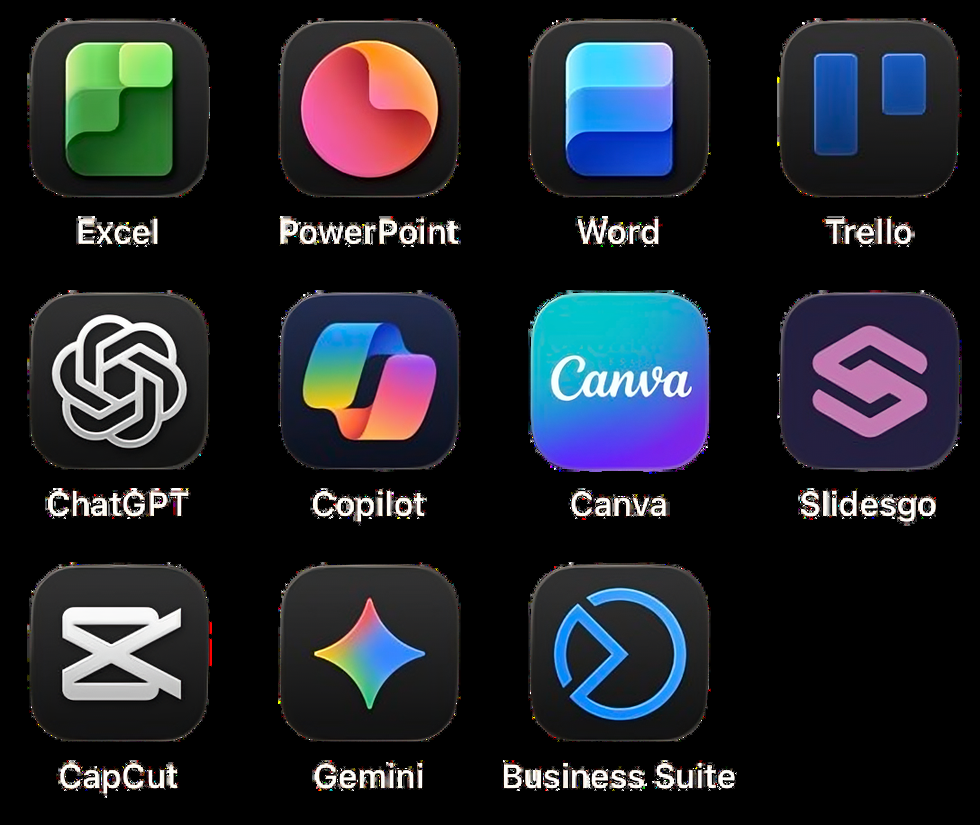 Excel
PowerPoint
Word
Trello
ChatGPT
Copilot
Canva
Canva
Slidesgo
CapCut
Gemini
Business Suite